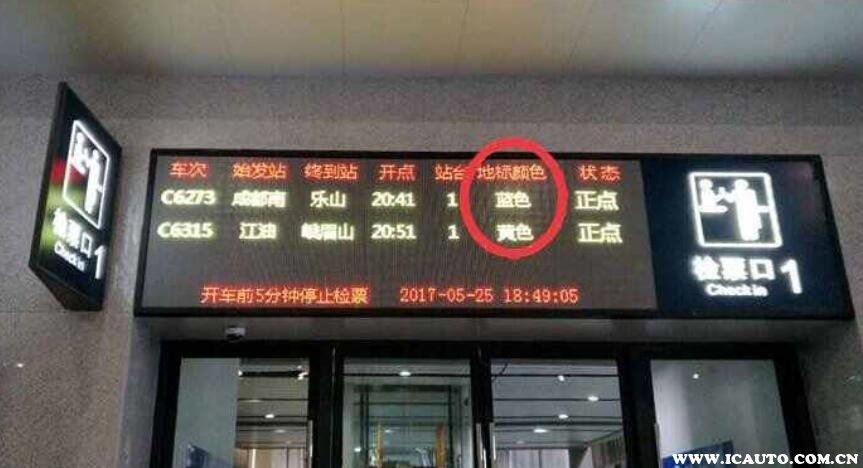 车次 始发站 终到站 开点 站台 地标颜色 状态
C6273 成都南 乐山 20:41 1 蓝色 正点
C6315 江油 峨眉山 20:51 1 黄色 正点
开车前5分钟停止检票 2017-05-25 18:49:05
检票口 1
Check in
检票口 1
Check in
WWW.ICAUTO.COM.CN